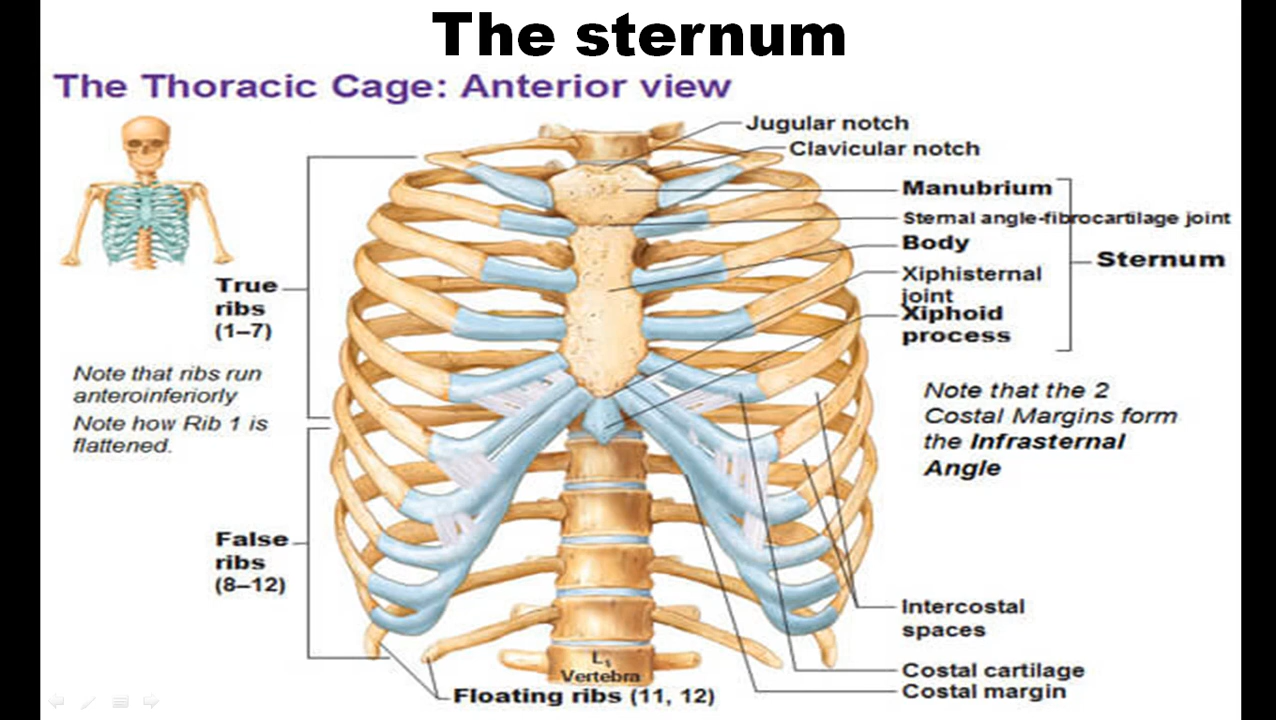 The sternum
The Thoracic Cage: Anterior view
Jugular notch
Clavicular notch
Manubrium
Sternal angle-fibrocartilage joint
Body
Sternum
Xiphisternal
joint
Xiphoid
process
True
ribs
(1–7)
Note that ribs run
anteroinferiorly
Note how Rib 1 is
flattened.
Note that the 2
Costal Margins form
the Infrasternal
Angle
False
ribs
(8–12)
Intercostal
spaces
Costal cartilage
Costal margin
L₁
Vertebra
Floating ribs (11, 12)